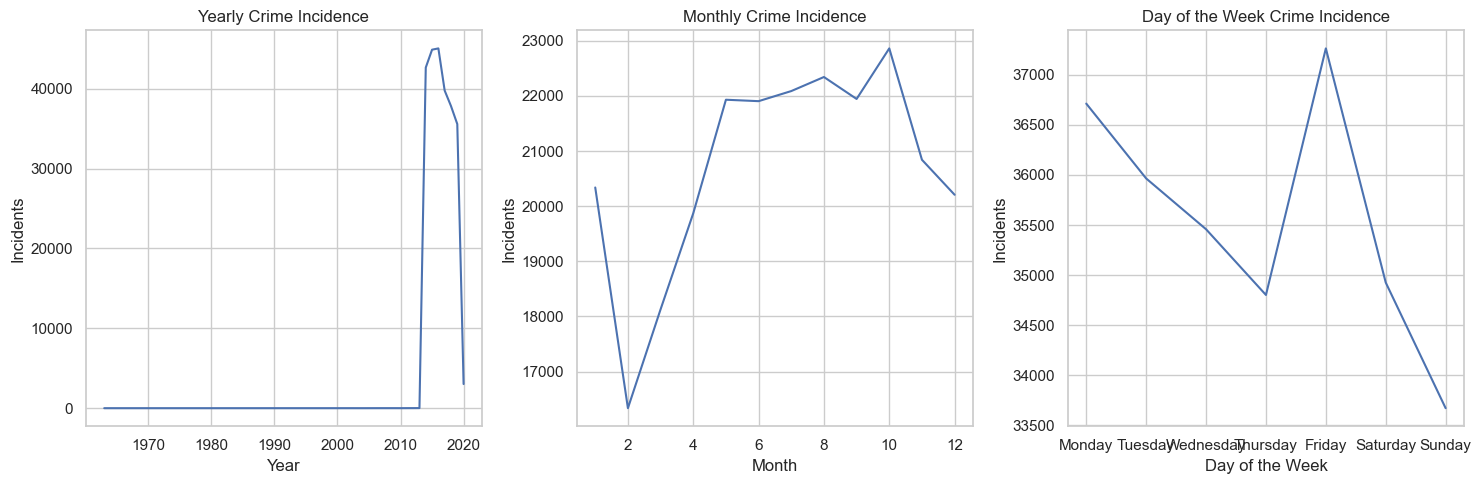 Yearly Crime Incidence
40000
30000
20000
10000
0
Incidents
1970 1980 1990 2000 2010 2020
Year
Monthly Crime Incidence
23000
22000
21000
20000
19000
18000
17000
Incidents
2 4 6 8 10 12
Month
Day of the Week Crime Incidence
37000
36500
36000
35500
35000
34500
34000
33500
Incidents
Monday Tuesday Wednesday Thursday Friday Saturday Sunday
Day of the Week